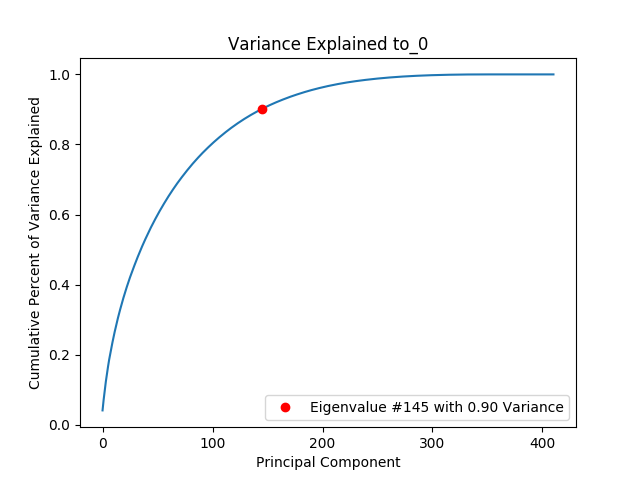 Variance Explained to_0
Cumulative Percent of Variance Explained
1.0
0.8
0.6
0.4
0.2
0.0
Eigenvalue #145 with 0.90 Variance
0 100 200 300 400
Principal Component